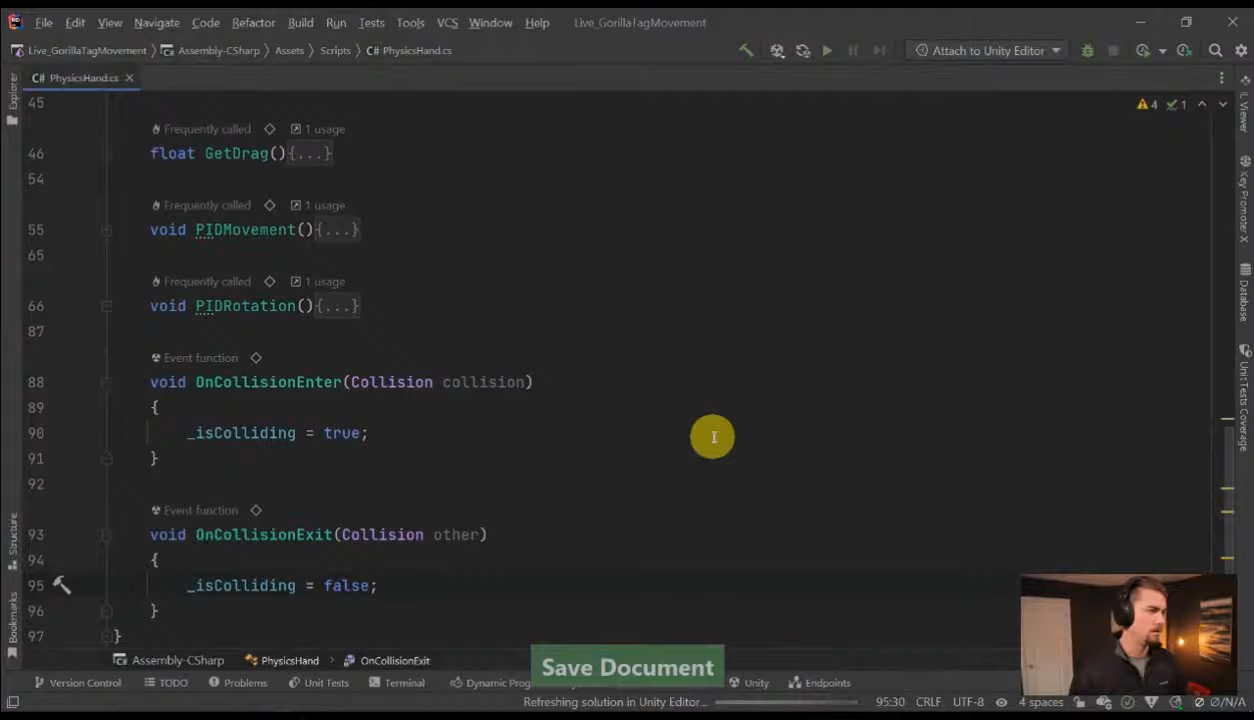 File Edit View Navigate Code Refactor Build Run Tests Tools VCS Window Help Live_GorillaTagMovement
Live_GorillaTagMovement Assembly-CSharp Assets Scripts C# PhysicsHand.cs Attach to Unity Editor
C# PhysicsHand.cs
Explorer
IL Viewer
Key Promoter X
Database
UnitTests Coverage
Structure
Bookmarks
4 1
45
Frequently called 1 usage
46 float GetDrag(){...}
54
Frequently called 1 usage
55 void PIDMovement(){...}
65
Frequently called 1 usage
66 void PIDRotation(){...}
87
Event function
88 void OnCollisionEnter(Collision collision)
89 {
90 _isColliding = true;
91 }
92
Event function
93 void OnCollisionExit(Collision other)
94 {
95 _isColliding = false;
96 }
97 }
Assembly-CSharp PhysicsHand OnCollisionExit
Save Document
Version Control TODO Problems Unit Tests Terminal Dynamic Prog Unity Endpoints
Refreshing solution in Unity Editor... 95:30 CRLF UTF-8 4 spaces Ø/N/A